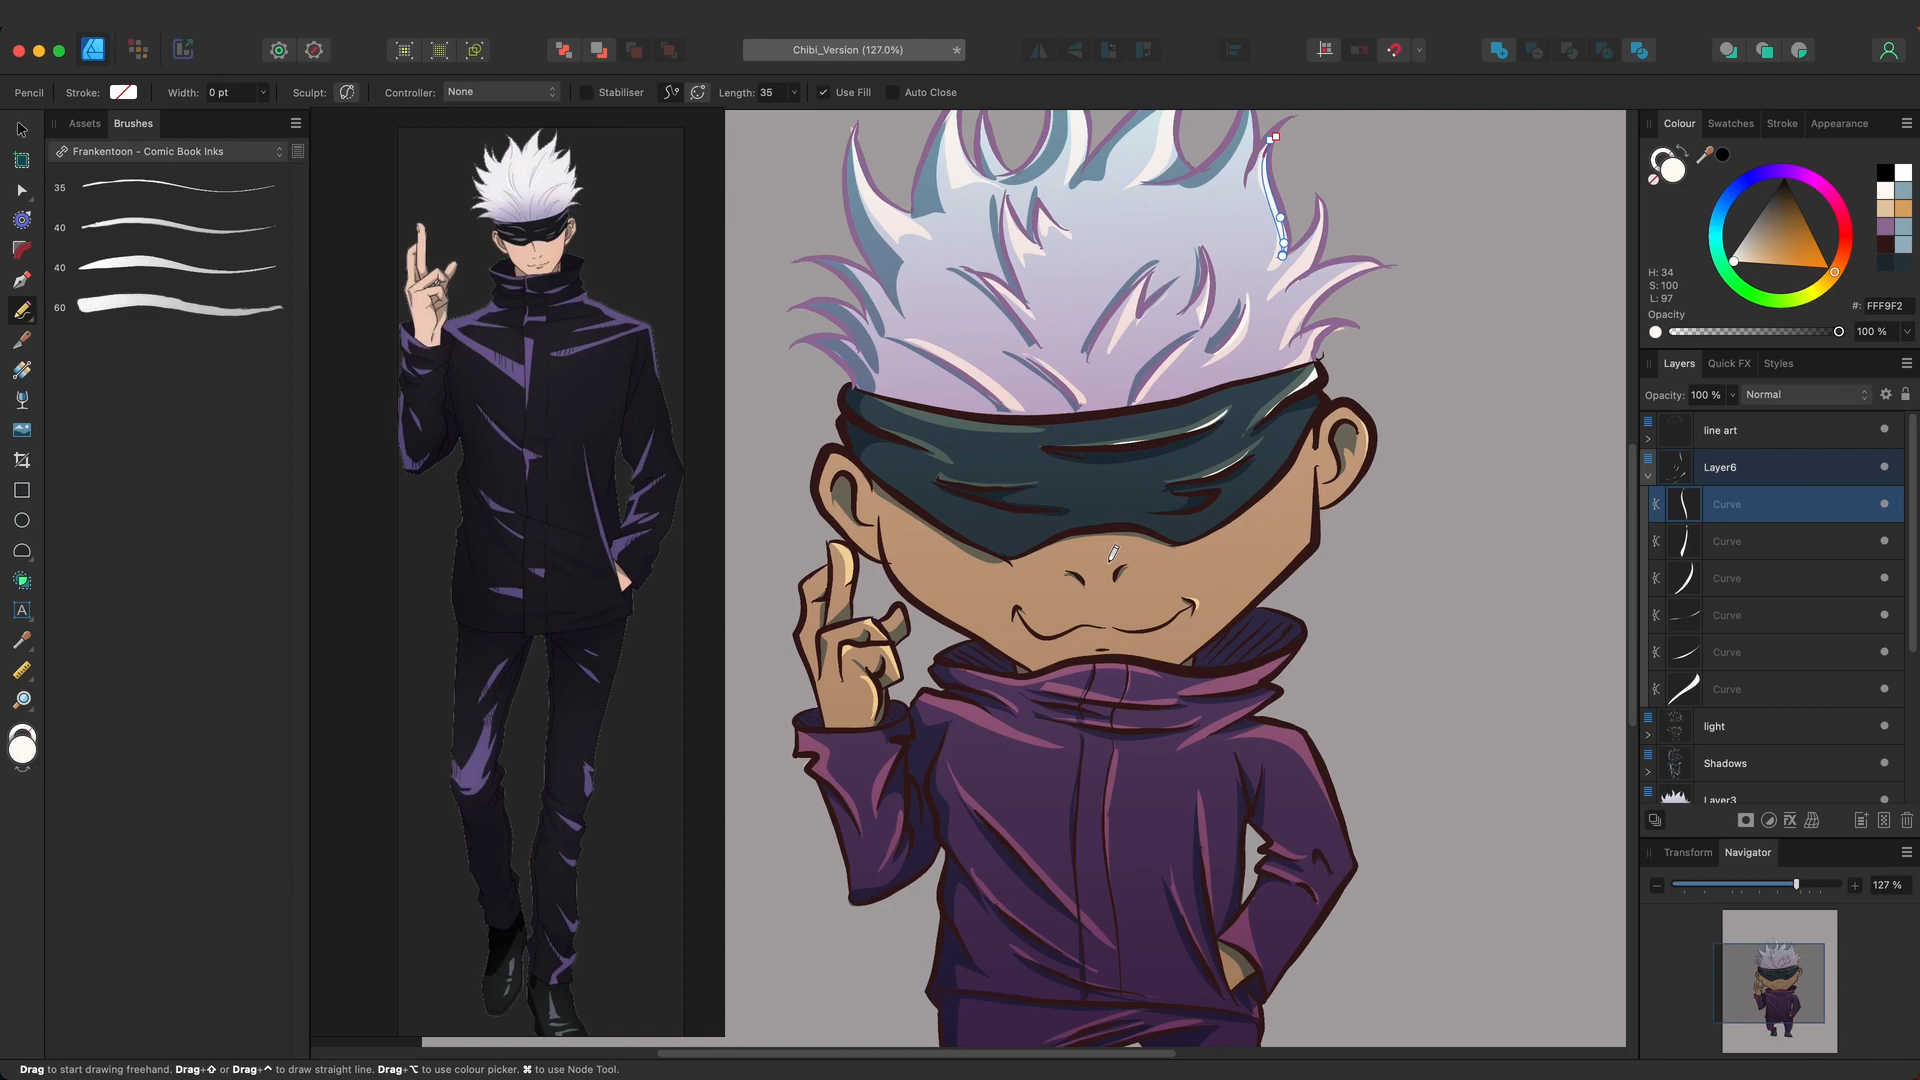 Chibi_Version (127.0%)
Pencil Stroke: Width: 0 pt Sculpt: Controller: None Stabiliser Length: 35 Use Fill Auto Close
Assets Brushes
Frankentoon - Comic Book Inks
35
40
40
60
Colour Swatches Stroke Appearance
H: 34
S: 100
L: 97
#: FFF9F2
Opacity
100 %
Layers Quick FX Styles
Opacity: 100 % Normal
line art
Layer6
Curve
Curve
Curve
Curve
Curve
Curve
light
Shadows
Layer3
Transform Navigator
127 %
Drag to start drawing freehand. Drag+⇧ or Drag+⌃ to draw straight line. Drag+⌥ to use colour picker. ⌘ to use Node Tool.